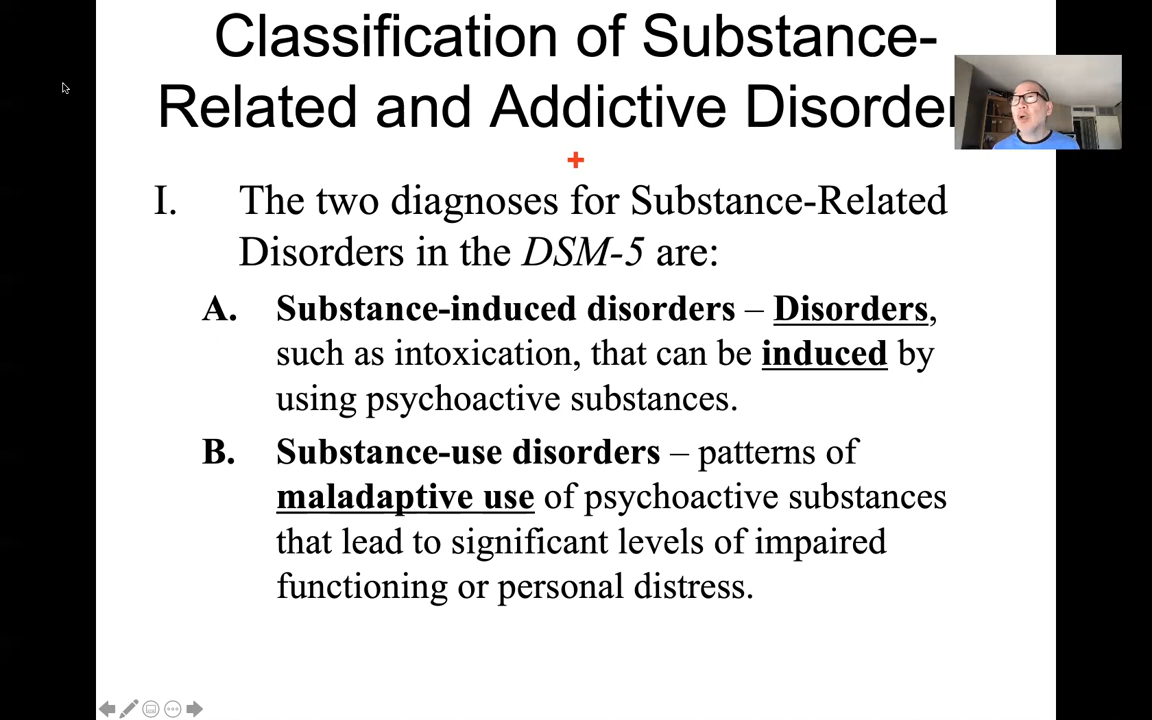 Classification of Substance-
Related and Addictive
I. The two diagnoses for Substance-Related
Disorders in the DSM-5 are:
A. Substance-induced disorders – Disorders,
such as intoxication, that can be induced by
using psychoactive substances.
B. Substance-use disorders – patterns of
maladaptive use of psychoactive substances
that lead to significant levels of impaired
functioning or personal distress.